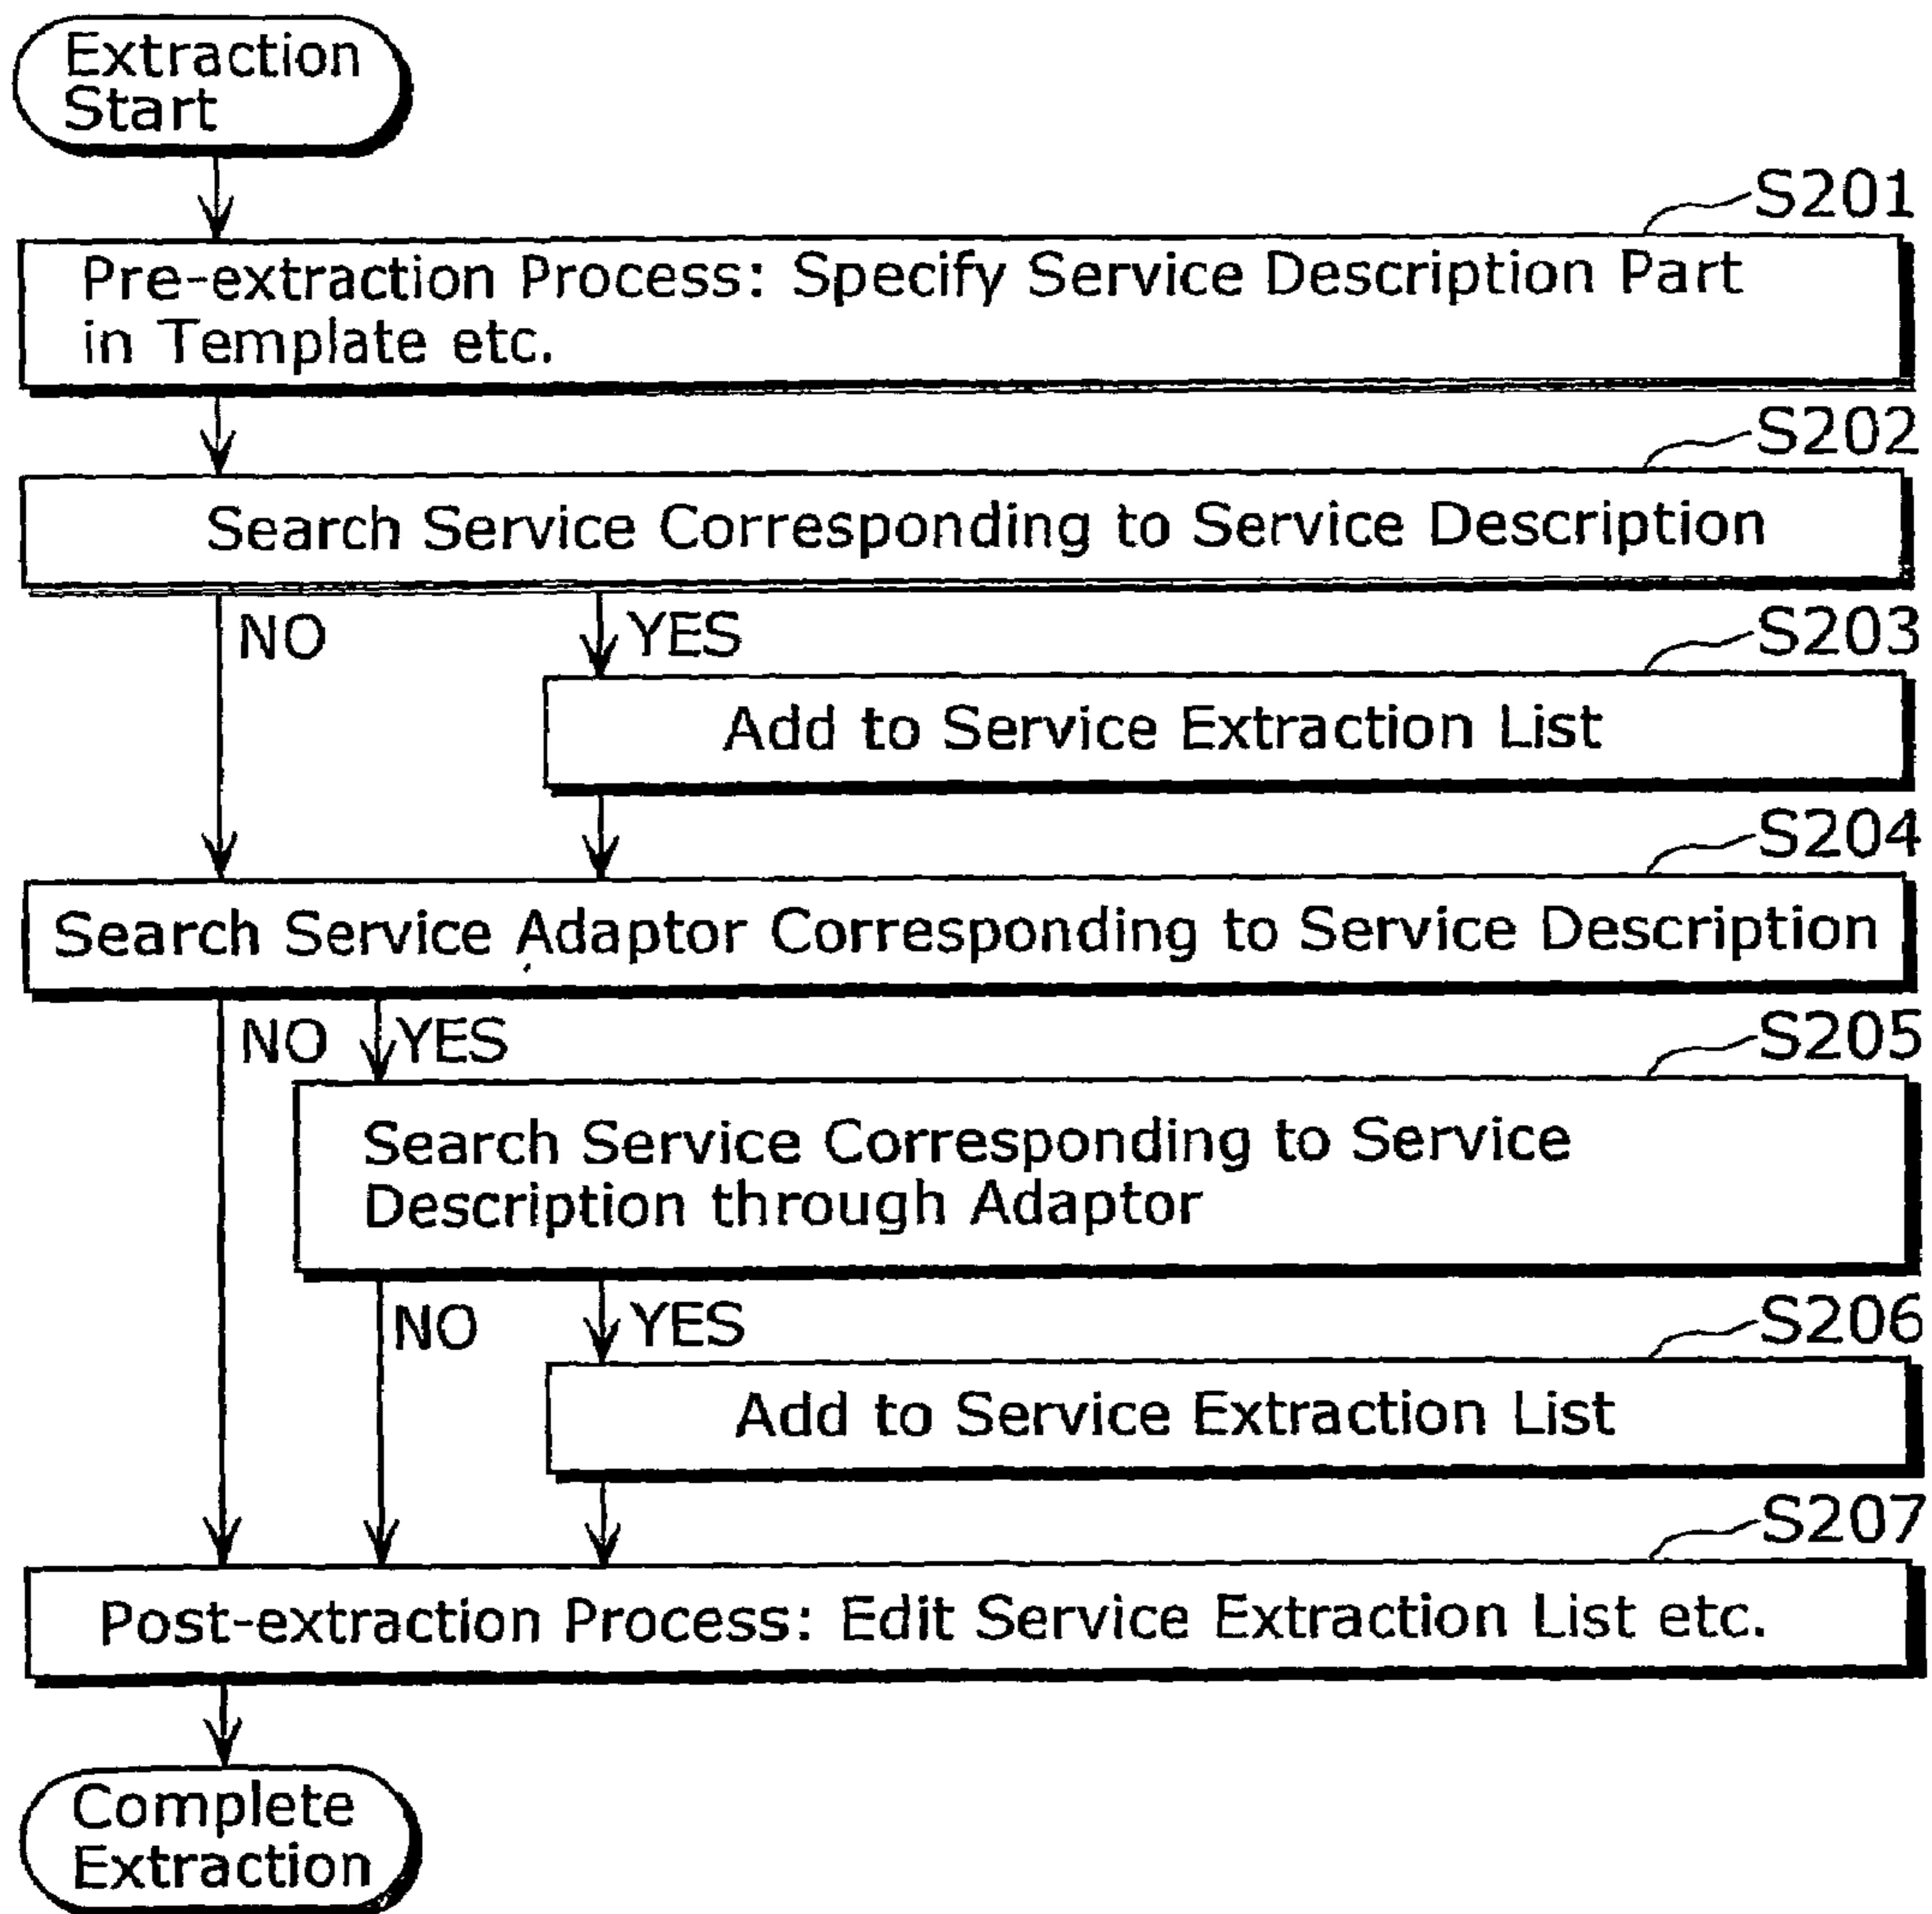 Extraction
Start
S201
Pre-extraction Process: Specify Service Description Part
in Template etc.
S202
Search Service Corresponding to Service Description
NO
YES
S203
Add to Service Extraction List
S204
Search Service Adaptor Corresponding to Service Description
NO
YES
S205
Search Service Corresponding to Service
Description through Adaptor
NO
YES
S206
Add to Service Extraction List
S207
Post-extraction Process: Edit Service Extraction List etc.
Complete
Extraction